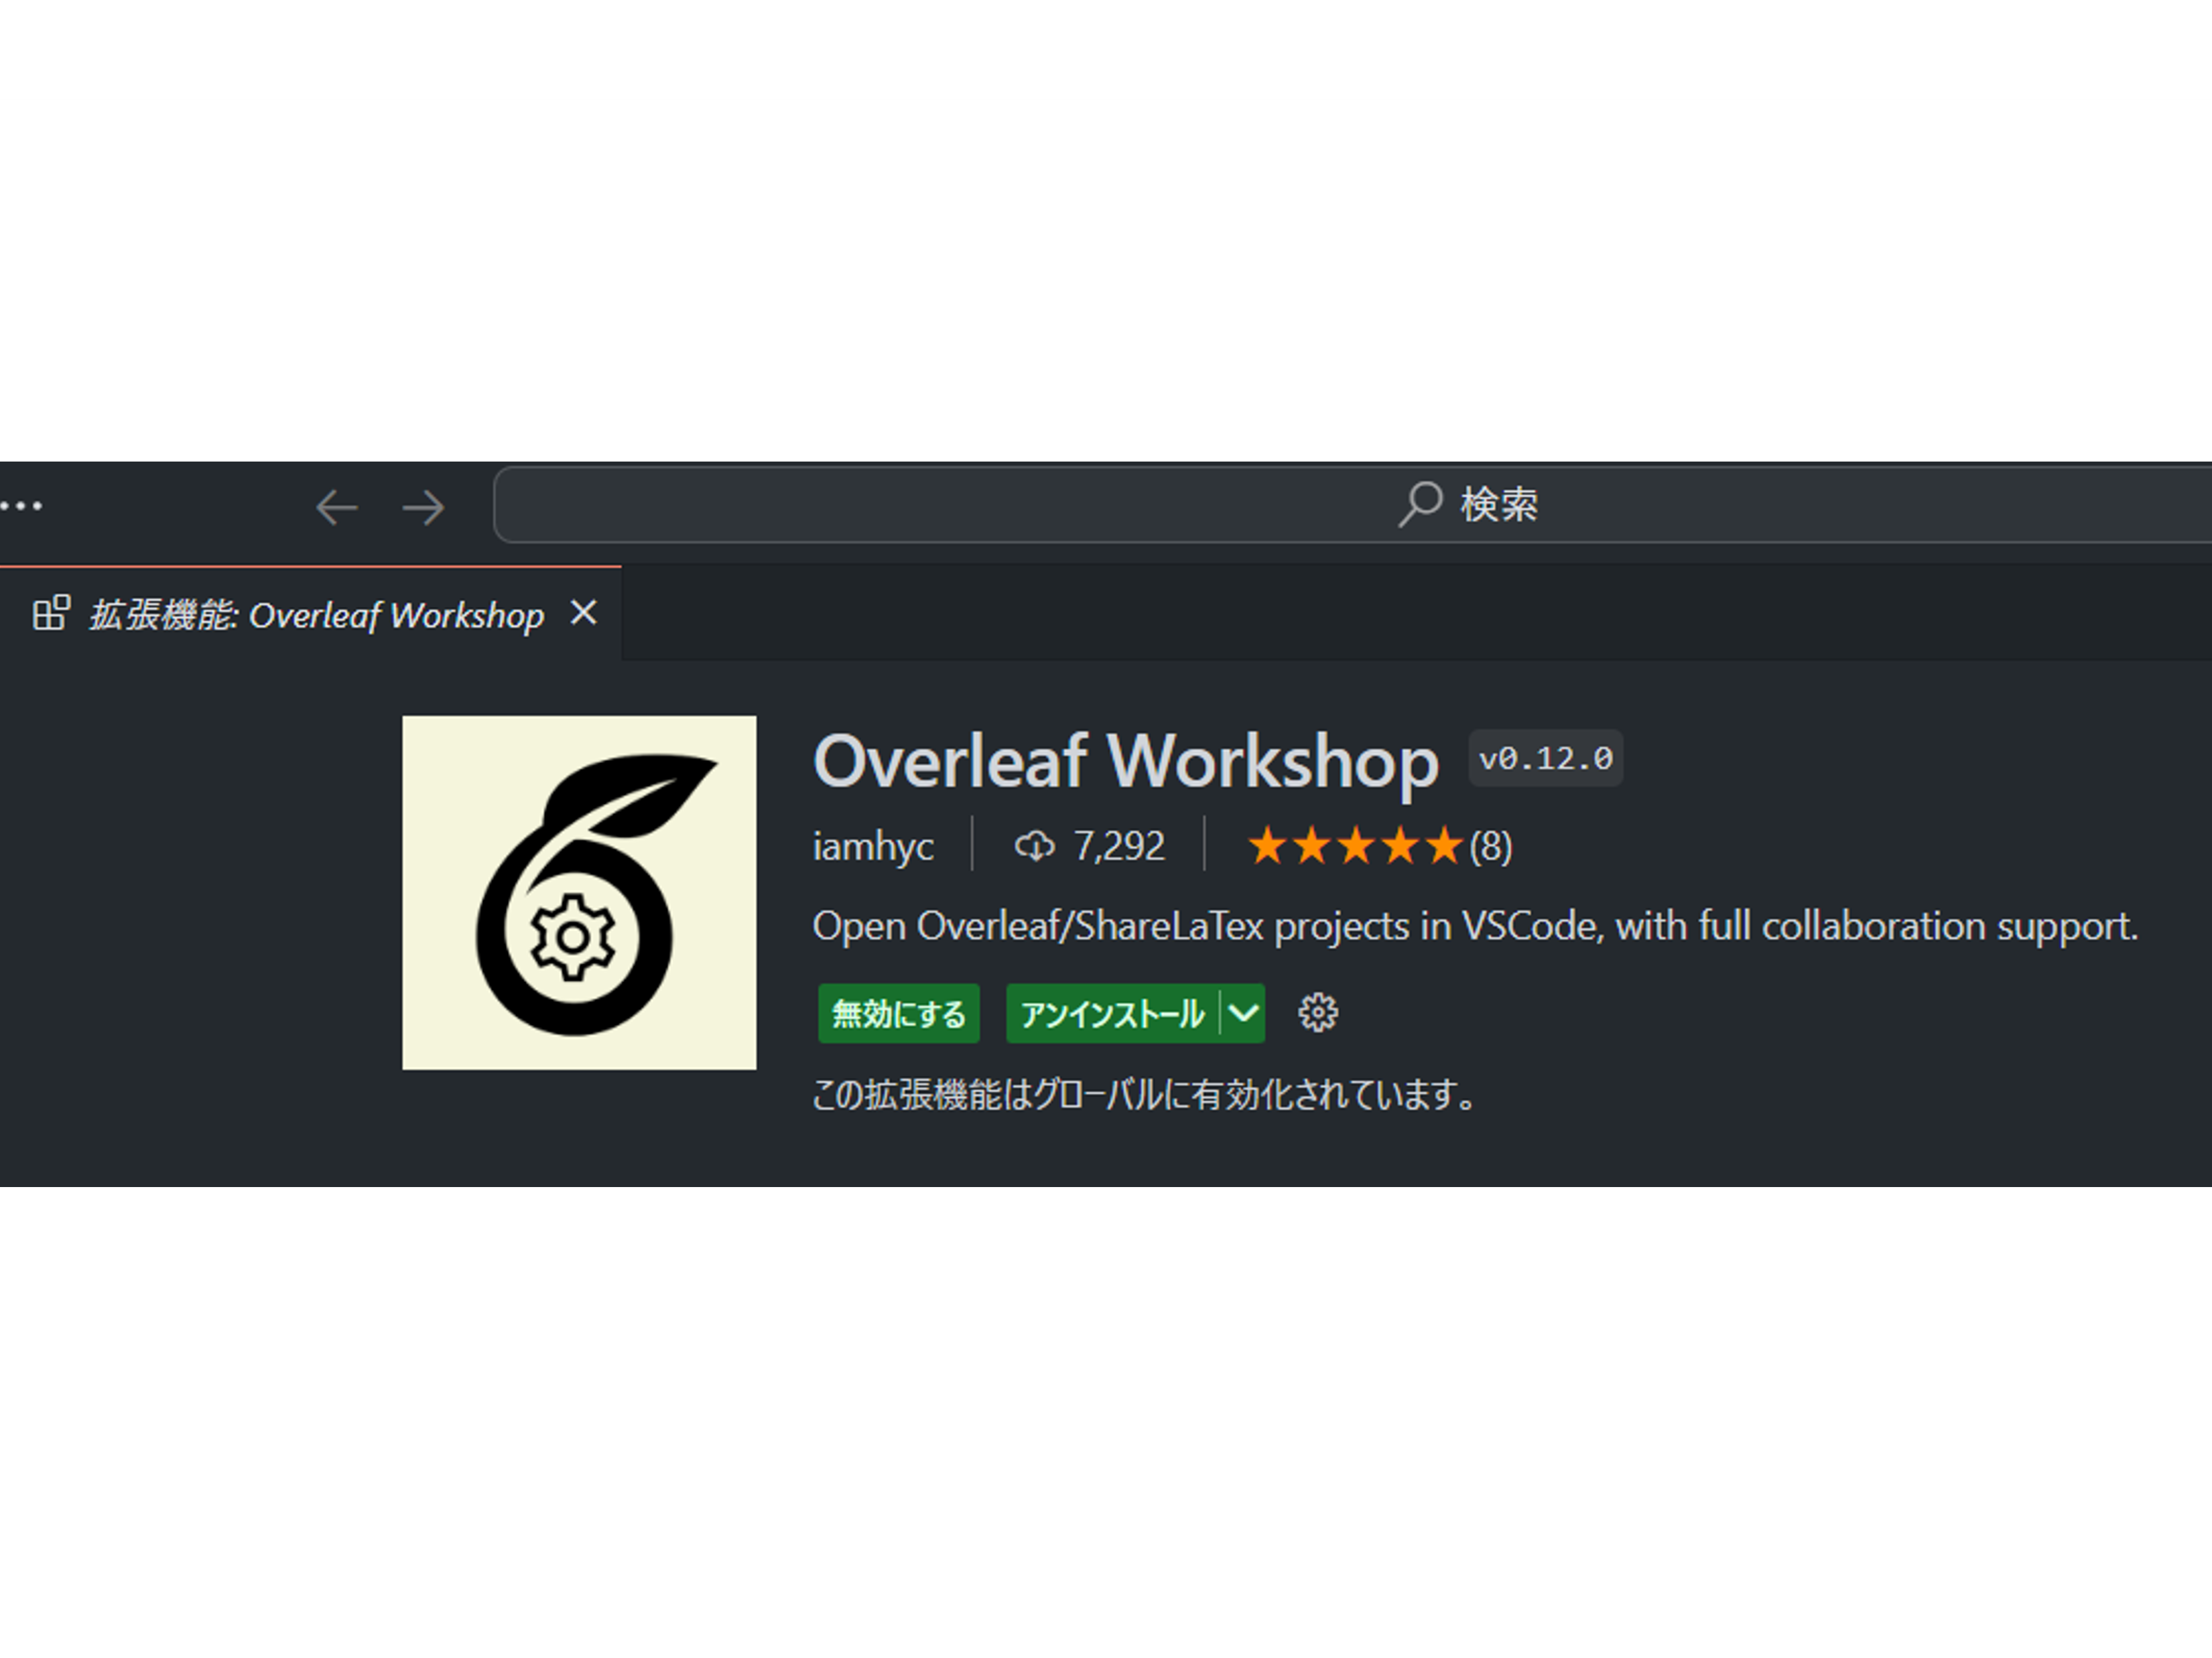 検索
拡張機能: Overleaf Workshop
Overleaf Workshop v0.12.0
iamhyc 7,292 ★★★★★(8)
Open Overleaf/ShareLaTex projects in VSCode, with full collaboration support.
無効にする アンインストール
この拡張機能はグローバルに有効化されています。